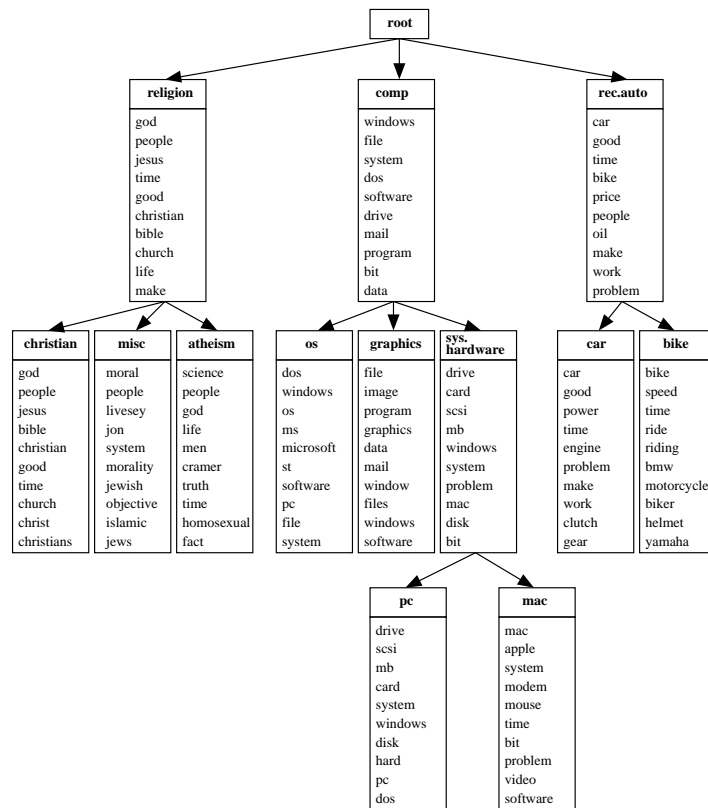 root
religion
god
people
jesus
time
good
christian
bible
church
life
make
comp
windows
file
system
dos
software
drive
mail
program
bit
data
rec.auto
car
good
time
bike
price
people
oil
make
work
problem
christian
god
people
jesus
bible
christian
good
time
church
christ
christians
misc
moral
people
livesey
jon
system
morality
jewish
objective
islamic
jews
atheism
science
people
god
life
men
cramer
truth
time
homosexual
fact
os
dos
windows
os
ms
microsoft
st
software
pc
file
system
graphics
file
image
program
graphics
data
mail
window
files
windows
software
sys.
hardware
drive
card
scsi
mb
windows
system
problem
mac
disk
bit
car
car
good
power
time
engine
problem
make
work
clutch
gear
bike
bike
speed
time
ride
riding
bmw
motorcycle
biker
helmet
yamaha
pc
drive
scsi
mb
card
system
windows
disk
hard
pc
dos
mac
mac
apple
system
modem
mouse
time
bit
problem
video
software